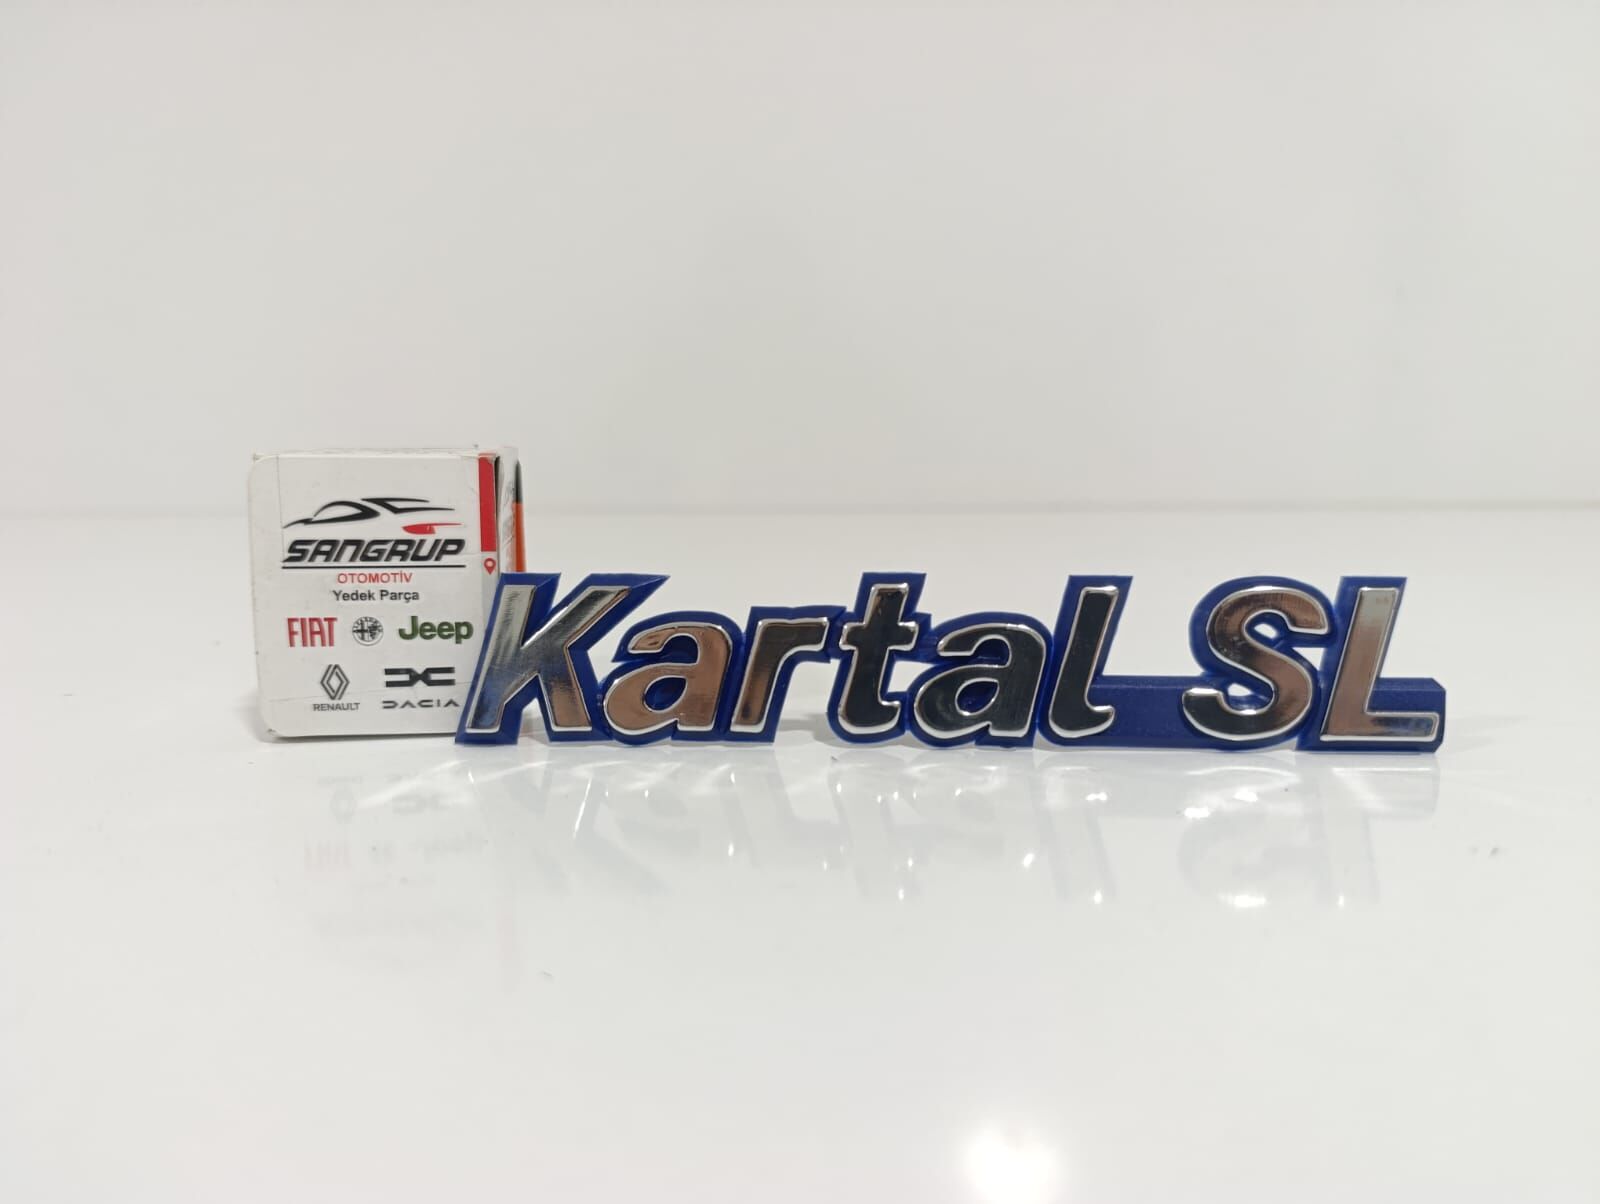 SANGRUP
OTOMOTİV
Yedek Parça
FIAT Jeep
RENAULT DACIA
Kartal SL